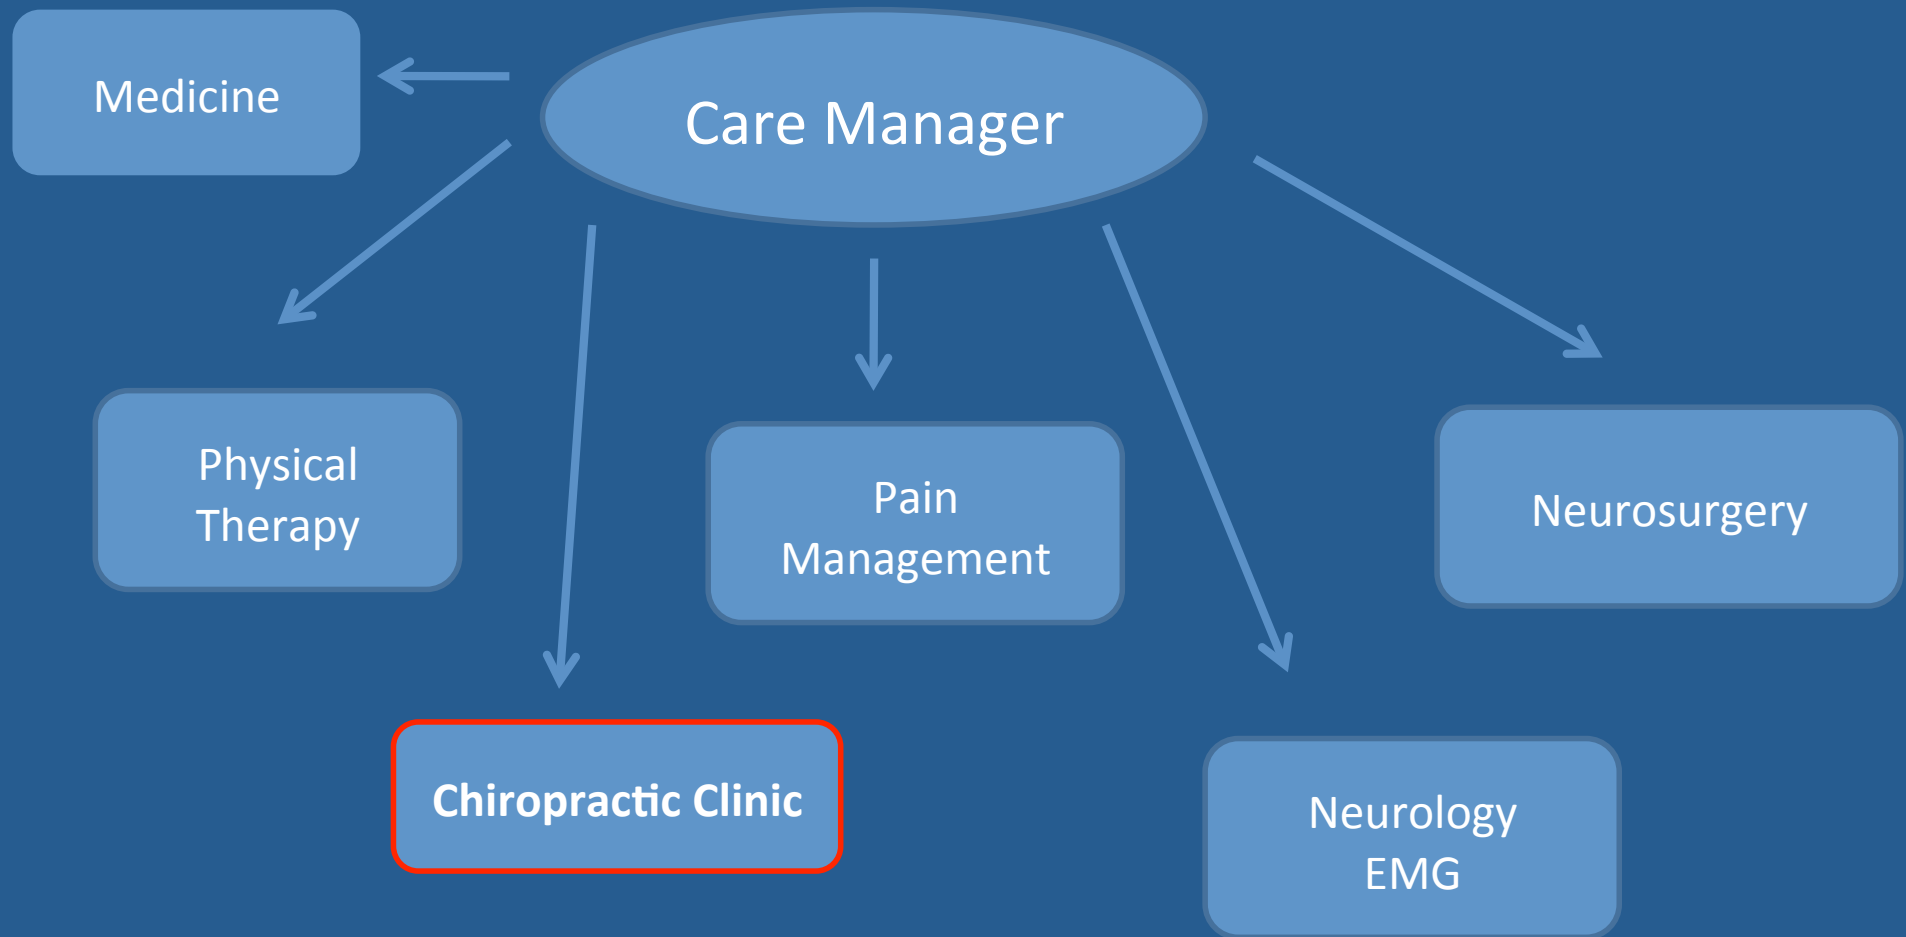 Medicine
Care Manager
Physical
Therapy
Pain
Management
Neurosurgery
Chiropractic Clinic
Neurology
EMG